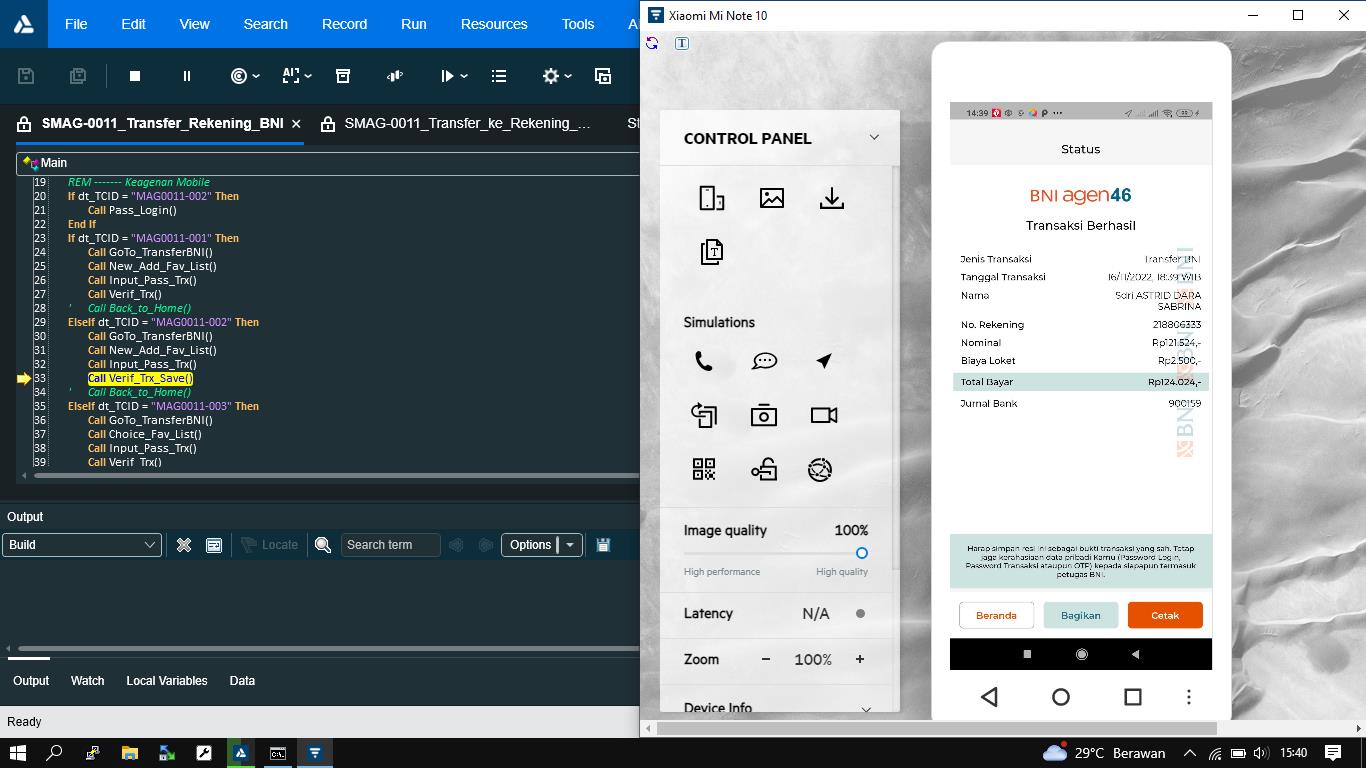 File Edit View Search Record Run Resources Tools
Xiaomi Mi Note 10
SMAG-0011_Transfer_Rekening_BNI × SMAG-0011_Transfer_ke_Rekening_...
Main
19 REM ------- Keagenan Mobile
20 If dt_TCID = "MAG0011-002" Then
21 Call Pass_Login()
22 End If
23 If dt_TCID = "MAG0011-001" Then
24 Call GoTo_TransferBNI()
25 Call New_Add_Fav_List()
26 Call Input_Pass_Trx()
27 Call Verif_Trx()
28 ' Call Back_to_Home()
29 ElseIf dt_TCID = "MAG0011-002" Then
30 Call GoTo_TransferBNI()
31 Call New_Add_Fav_List()
32 Call Input_Pass_Trx()
33 Call Verif_Trx_Save()
34 ' Call Back_to_Home()
35 ElseIf dt_TCID = "MAG0011-003" Then
36 Call GoTo_TransferBNI()
37 Call Choice_Fav_List()
38 Call Input_Pass_Trx()
39 Call Verif_Trx()
Output
Build Locate Search term Options
Output Watch Local Variables Data
Ready
CONTROL PANEL
Simulations
Image quality 100%
High performance High quality
Latency N/A
Zoom − 100% +
Device Info
14:39
Status
BNI agen46
Transaksi Berhasil
Jenis Transaksi Transfer BNI
Tanggal Transaksi 16/11/2022, 18:39 WIB
Nama Sdri ASTRID DARA
SABRINA
No. Rekening 218806333
Nominal Rp121.524,-
Biaya Loket Rp2.500,-
Total Bayar Rp124.024,-
Jurnal Bank 900159
BNI BNI BNI
Harap simpan resi ini sebagai bukti transaksi yang sah. Tetap
jaga kerahasiaan data pribadi Kamu (Password Login,
Password Transaksi ataupun OTP) kepada siapapun termasuk
petugas BNI.
Beranda Bagikan Cetak
29°C Berawan 15:40